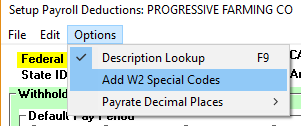 Setup Payroll Deductions: PROGRESSIVE FARMING CO
File Edit Options
Federal
✓ Description Lookup F9
State ID
Add W2 Special Codes
Withhold
Payrate Decimal Places >
Default Pay Period